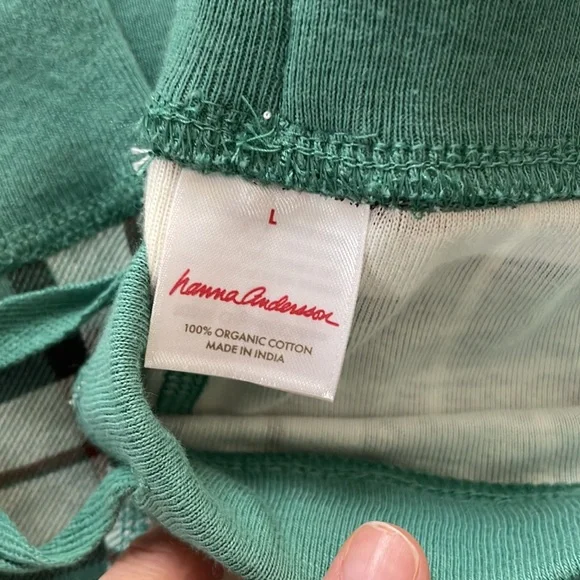 L
hanna andersson
100% ORGANIC COTTON
MADE IN INDIA